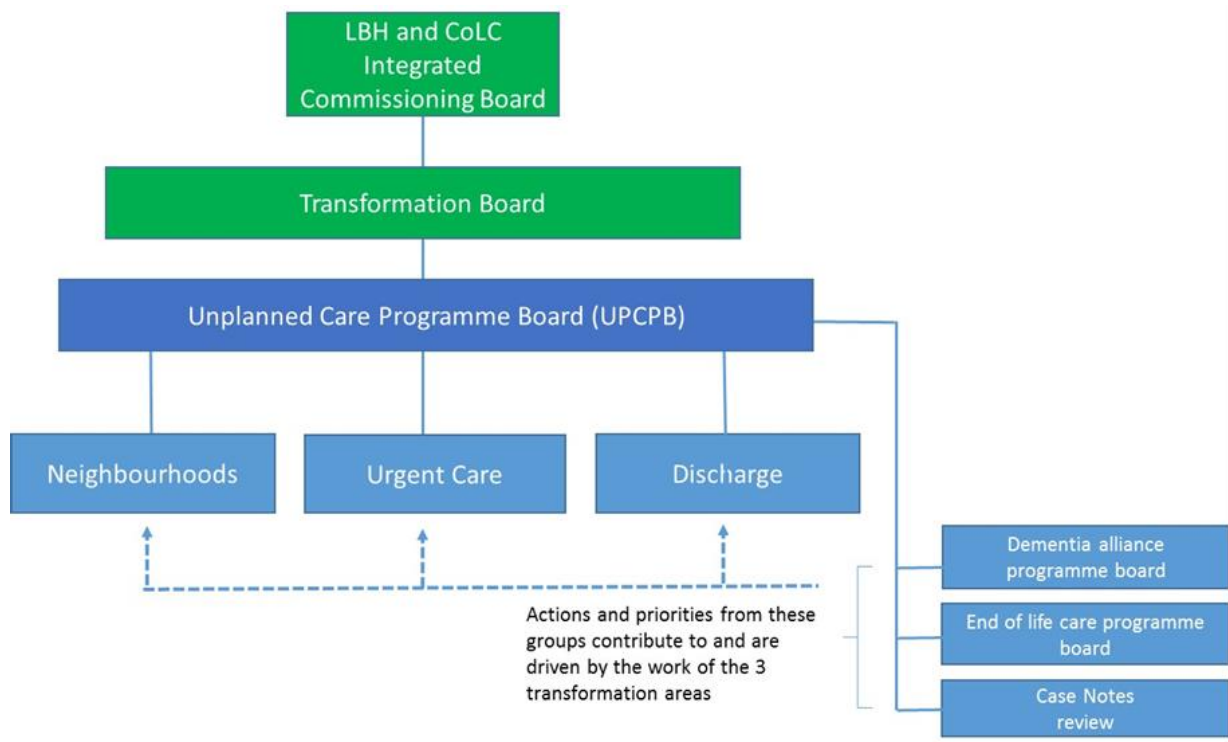 LBH and CoLC
Integrated
Commissioning Board
Transformation Board
Unplanned Care Programme Board (UPCPB)
Neighbourhoods
Urgent Care
Discharge
Actions and priorities from these
groups contribute to and are
driven by the work of the 3
transformation areas
Dementia alliance
programme board
End of life care programme
board
Case Notes
review